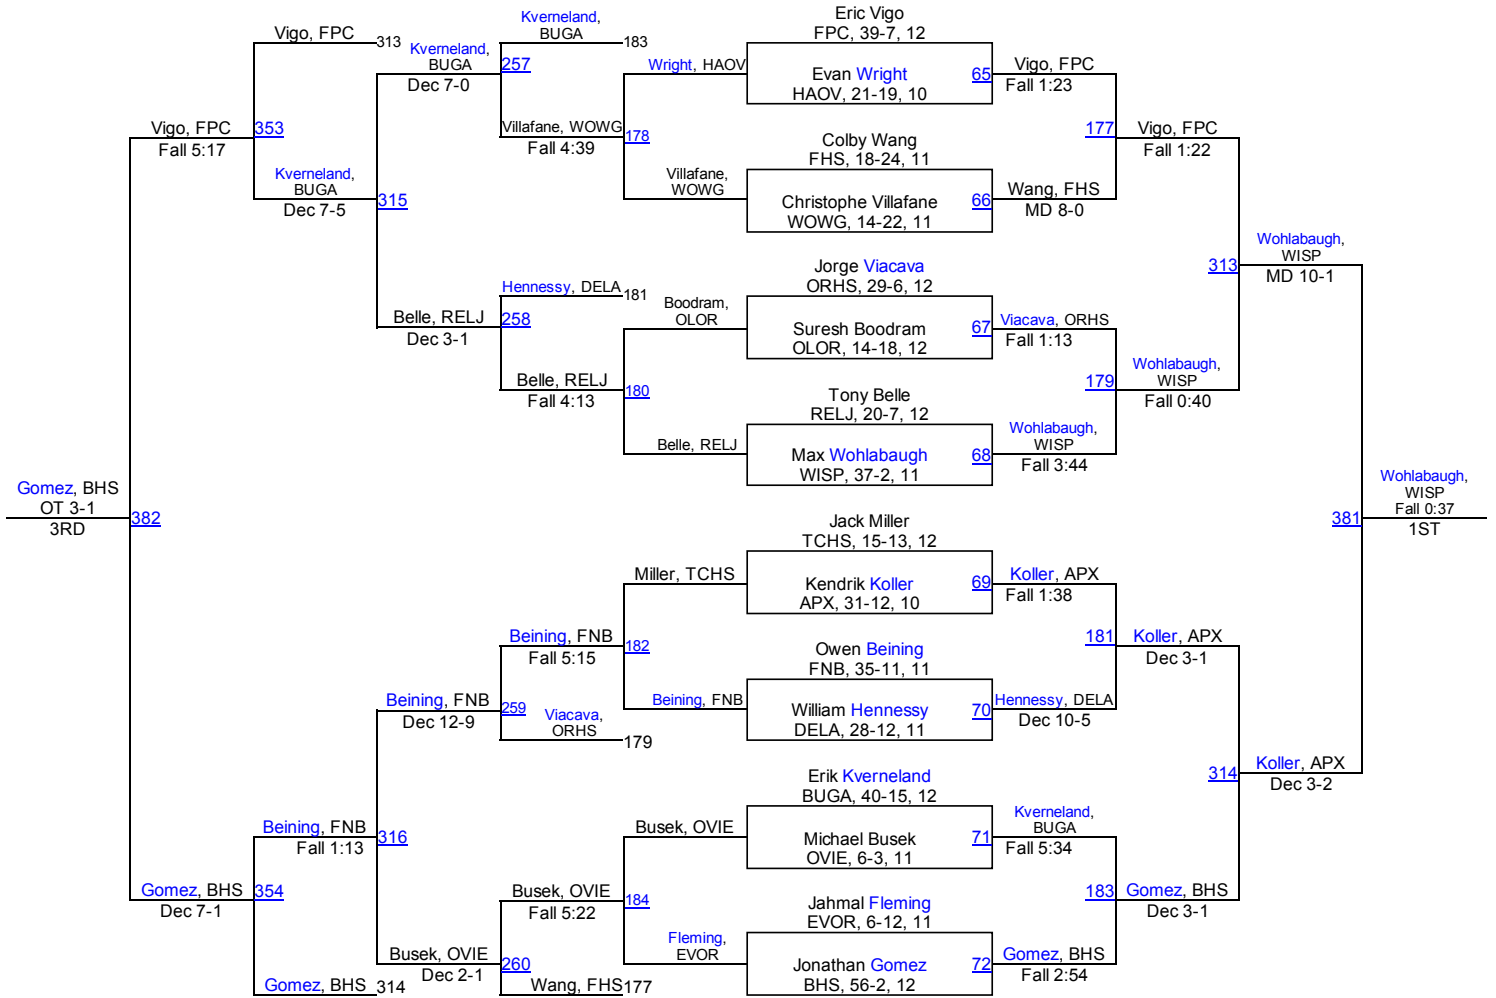 Eric Vigo
FPC, 39-7, 12
Evan Wright
HAOV, 21-19, 10
65
Colby Wang
FHS, 18-24, 11
Christophe Villafane
WOWG, 14-22, 11
66
Jorge Viacava
ORHS, 29-6, 12
Suresh Boodram
OLOR, 14-18, 12
67
Tony Belle
RELJ, 20-7, 12
Max Wohlabaugh
WISP, 37-2, 11
68
Jack Miller
TCHS, 15-13, 12
Kendrik Koller
APX, 31-12, 10
69
Owen Beining
FNB, 35-11, 11
William Hennessy
DELA, 28-12, 11
70
Erik Kverneland
BUGA, 40-15, 12
Michael Busek
OVIE, 6-3, 11
71
Jahmal Fleming
EVOR, 6-12, 11
Jonathan Gomez
BHS, 56-2, 12
72
Vigo, FPC
Fall 1:23
Wang, FHS
MD 8-0
Viacava, ORHS
Fall 1:13
Wohlabaugh,
WISP
Fall 3:44
Koller, APX
Fall 1:38
Hennessy, DELA
Dec 10-5
Kverneland,
BUGA
Fall 5:34
Gomez, BHS
Fall 2:54
177
Vigo, FPC
Fall 1:22
179
Wohlabaugh,
WISP
Fall 0:40
181
Koller, APX
Dec 3-1
183
Gomez, BHS
Dec 3-1
313
Wohlabaugh,
WISP
MD 10-1
314
Koller, APX
Dec 3-2
381
Wohlabaugh,
WISP
Fall 0:37
1ST
Wright, HAOV
Villafane,
WOWG
Boodram,
OLOR
Belle, RELJ
Miller, TCHS
Beining, FNB
Busek, OVIE
Fleming,
EVOR
Kverneland,
BUGA
183
Villafane, WOWG
Fall 4:39
178
Hennessy, DELA
181
Belle, RELJ
Fall 4:13
180
Beining, FNB
Fall 5:15
182
Viacava,
ORHS
179
Busek, OVIE
Fall 5:22
184
Wang, FHS
177
Kverneland,
BUGA
Dec 7-0
257
Belle, RELJ
Dec 3-1
258
Beining, FNB
Dec 12-9
259
Busek, OVIE
Dec 2-1
260
Vigo, FPC
313
Kverneland,
BUGA
Dec 7-5
315
Beining, FNB
Fall 1:13
316
Gomez, BHS
314
Vigo, FPC
Fall 5:17
353
Gomez, BHS
Dec 7-1
354
Gomez, BHS
OT 3-1
3RD
382